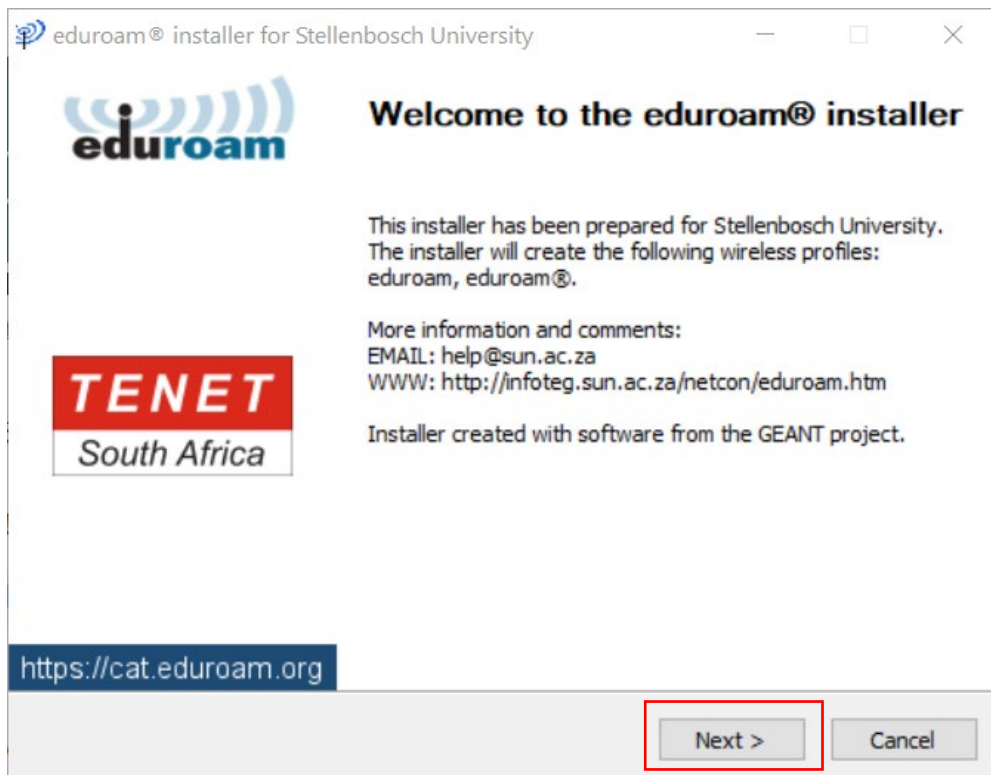 eduroam® installer for Stellenbosch University
eduroam
Welcome to the eduroam® installer
This installer has been prepared for Stellenbosch University.
The installer will create the following wireless profiles:
eduroam, eduroam®.
More information and comments:
EMAIL: help@sun.ac.za
WWW: http://infoteg.sun.ac.za/netcon/eduroam.htm
Installer created with software from the GEANT project.
TENET
South Africa
https://cat.eduroam.org
Next >
Cancel